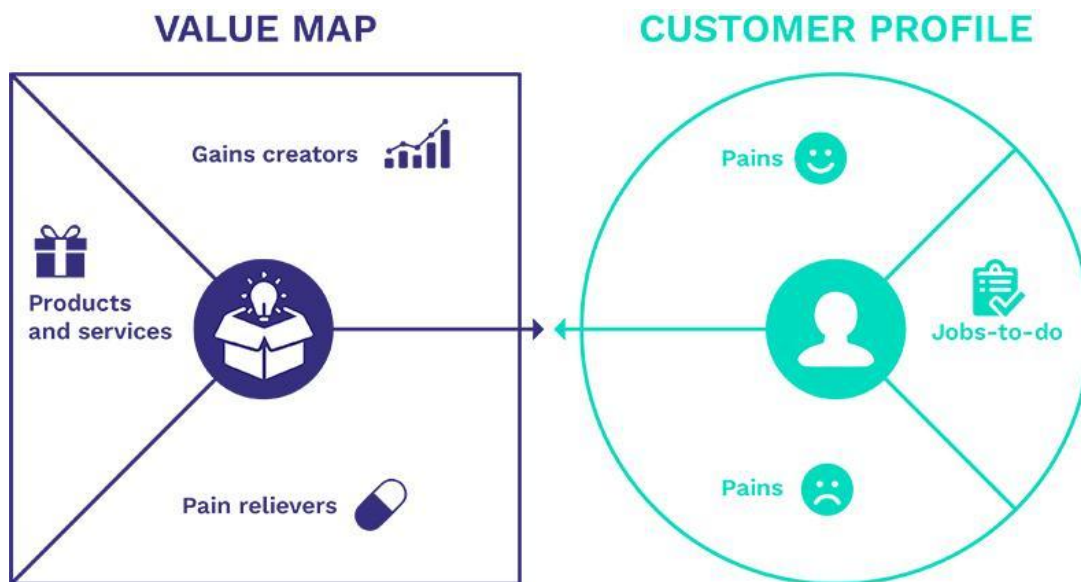 VALUE MAP
CUSTOMER PROFILE
Gains creators
Pains
Products
and services
Jobs-to-do
Pain relievers
Pains